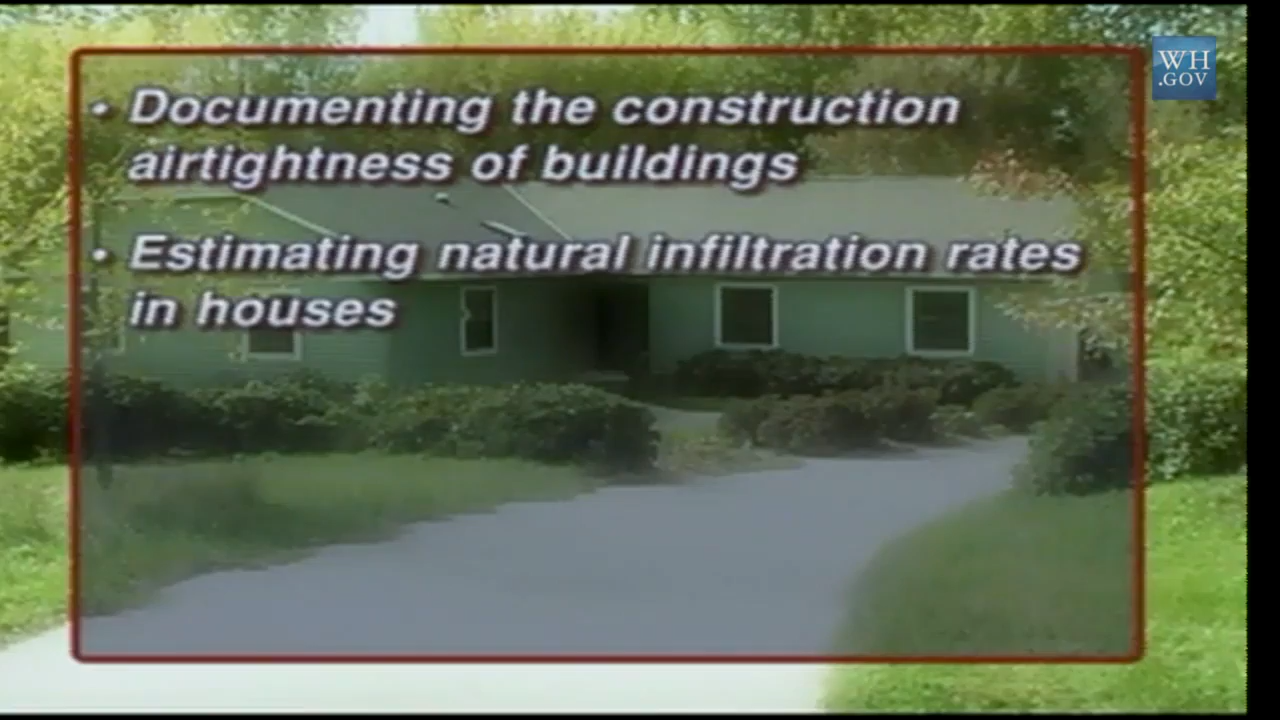 WH
.GOV
• Documenting the construction
airtightness of buildings
• Estimating natural infiltration rates
in houses